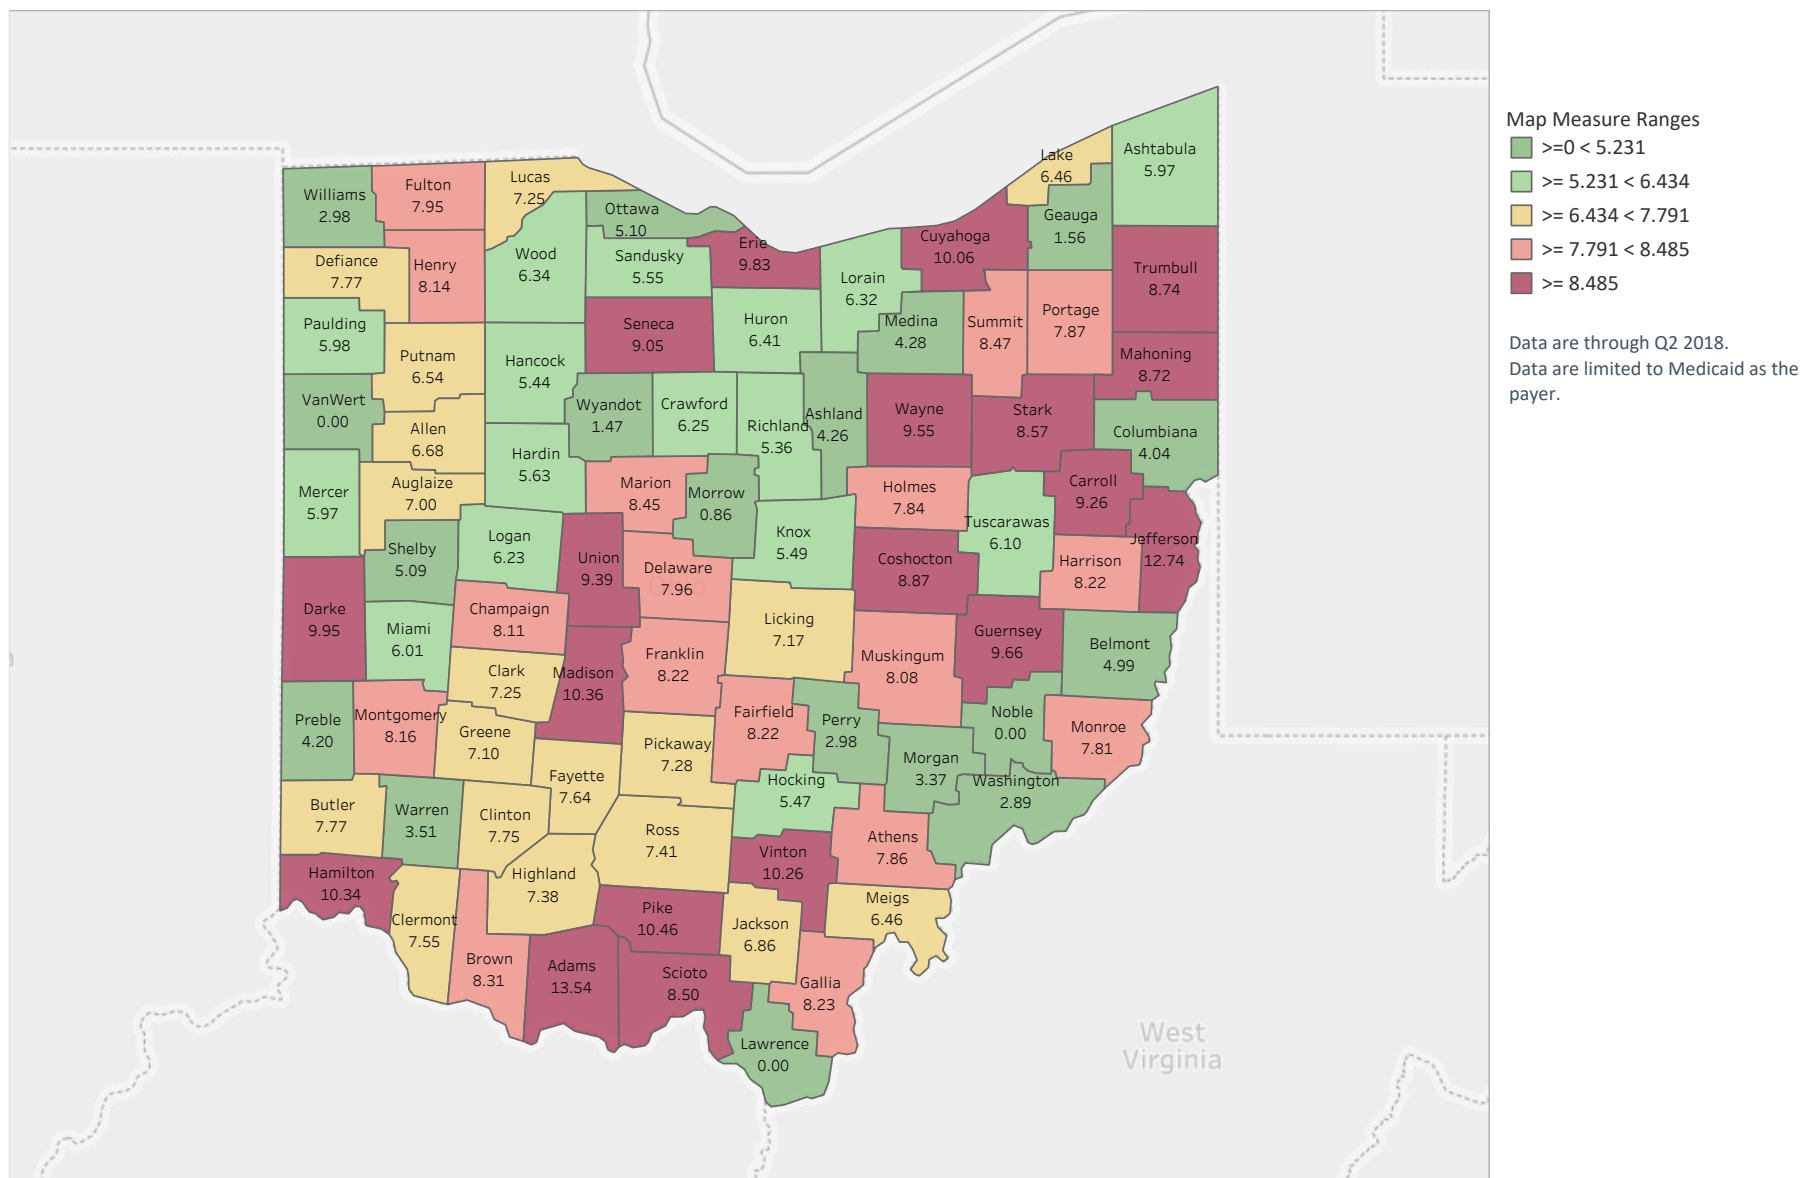 Map Measure Ranges
>=0 < 5.231
>= 5.231 < 6.434
>= 6.434 < 7.791
>= 7.791 < 8.485
>= 8.485
Data are through Q2 2018.
Data are limited to Medicaid as the
payer.
Ashtabula
5.97
Lake
6.46
Geauga
1.56
Cuyahoga
10.06
Trumbull
8.74
Williams
2.98
Fulton
7.95
Lucas
7.25
Ottawa
5.10
Erie
9.83
Wood
6.34
Sandusky
5.55
Lorain
6.32
Defiance
7.77
Henry
8.14
Paulding
5.98
Seneca
9.05
Huron
6.41
Medina
4.28
Summit
8.47
Portage
7.87
Mahoning
8.72
Putnam
6.54
Hancock
5.44
VanWert
0.00
Wyandot
1.47
Crawford
6.25
Richland
5.36
Ashland
4.26
Wayne
9.55
Stark
8.57
Columbiana
4.04
Allen
6.68
Hardin
5.63
Mercer
5.97
Auglaize
7.00
Marion
8.45
Morrow
0.86
Holmes
7.84
Carroll
9.26
Tuscarawas
6.10
Jefferson
12.74
Knox
5.49
Logan
6.23
Shelby
5.09
Union
9.39
Delaware
7.96
Ohio
Coshocton
8.87
Harrison
8.22
Darke
9.95
Champaign
8.11
Miami
6.01
Licking
7.17
Guernsey
9.66
Belmont
4.99
Franklin
8.22
Muskingum
8.08
Clark
7.25
Madison
10.36
Preble
4.20
Montgomery
8.16
Greene
7.10
Fairfield
8.22
Perry
2.98
Noble
0.00
Monroe
7.81
Pickaway
7.28
Morgan
3.37
Washington
2.89
Fayette
7.64
Hocking
5.47
Butler
7.77
Warren
3.51
Clinton
7.75
Ross
7.41
Athens
7.86
Vinton
10.26
Hamilton
10.34
Highland
7.38
Meigs
6.46
Clermont
7.55
Pike
10.46
Jackson
6.86
Brown
8.31
Adams
13.54
Scioto
8.50
Gallia
8.23
Lawrence
0.00
West
Virginia